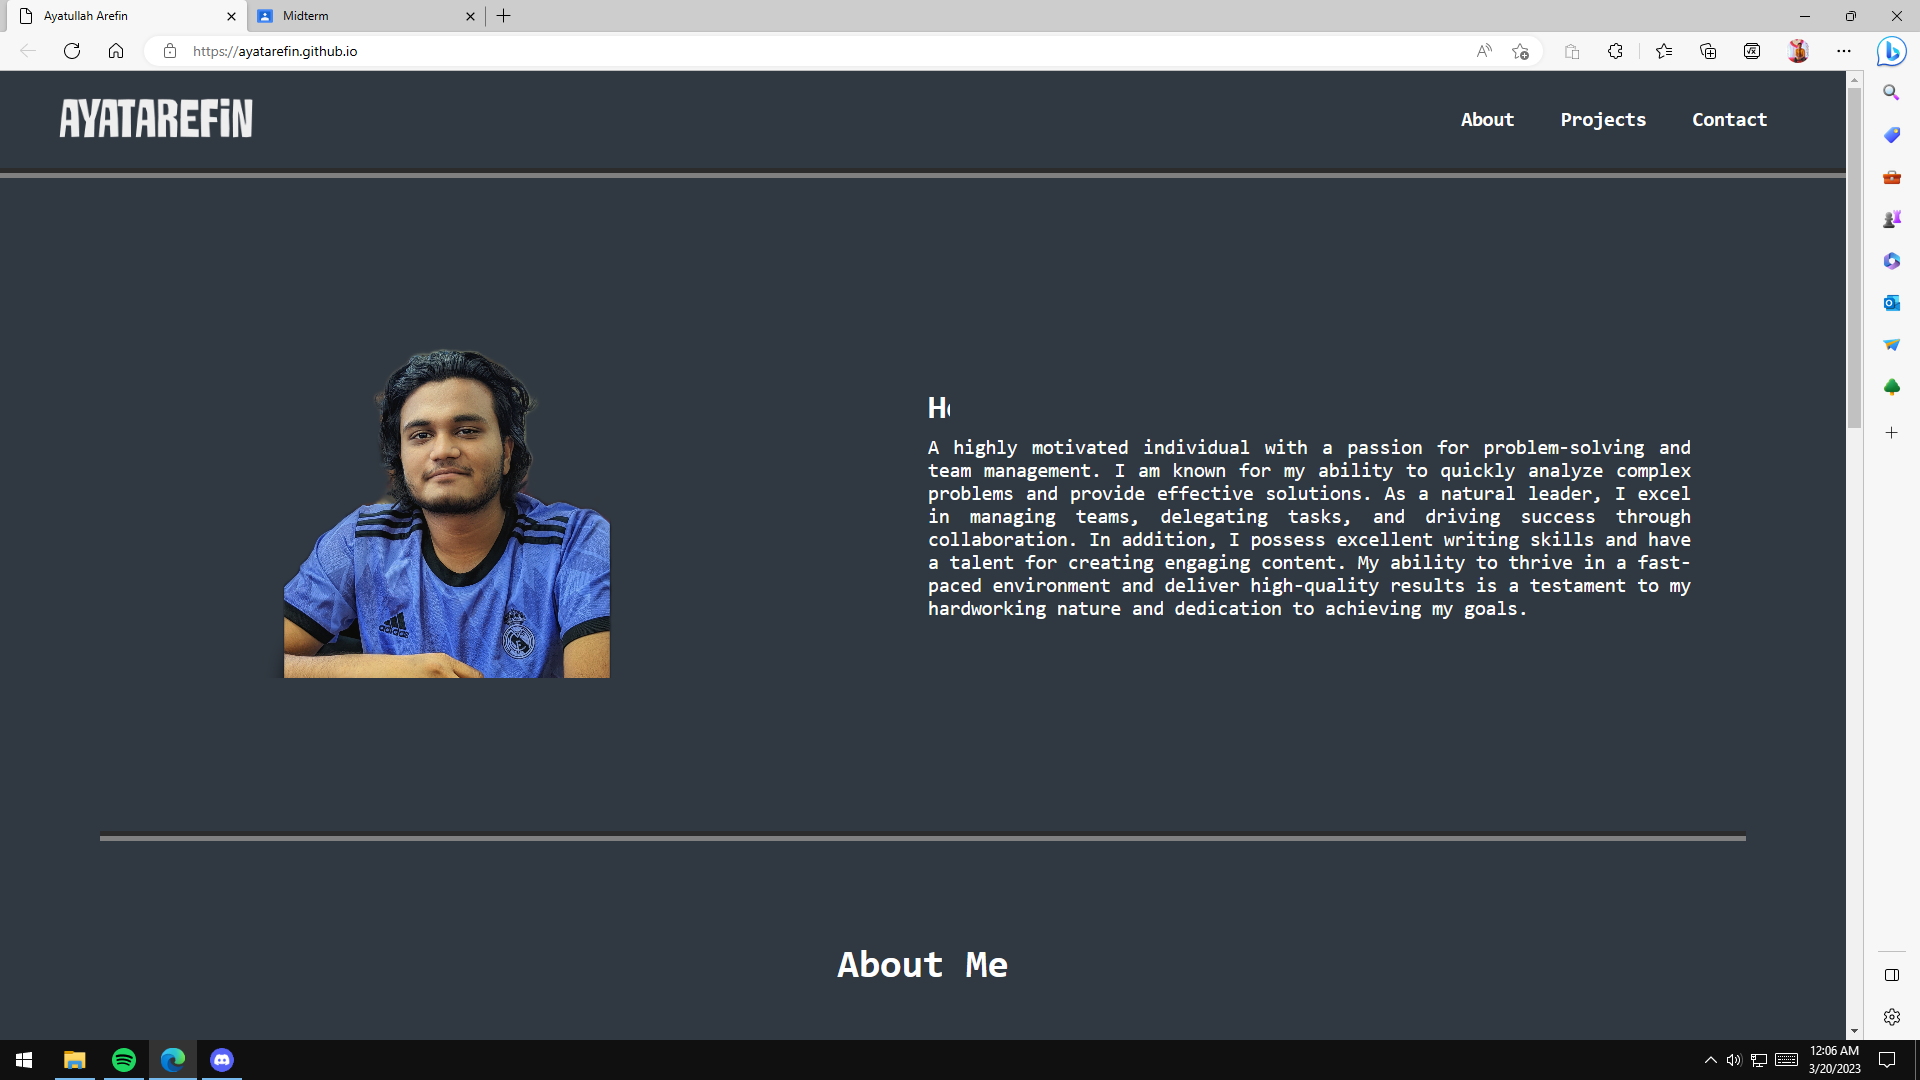 Ayatullah Arefin
Midterm
https://ayatarefin.github.io
AYATAREFiN
About Projects Contact
A highly motivated individual with a passion for problem-solving and
team management. I am known for my ability to quickly analyze complex
problems and provide effective solutions. As a natural leader, I excel
in managing teams, delegating tasks, and driving success through
collaboration. In addition, I possess excellent writing skills and have
a talent for creating engaging content. My ability to thrive in a fast-
paced environment and deliver high-quality results is a testament to my
hardworking nature and dedication to achieving my goals.
adidas
About Me
12:06 AM
3/20/2023